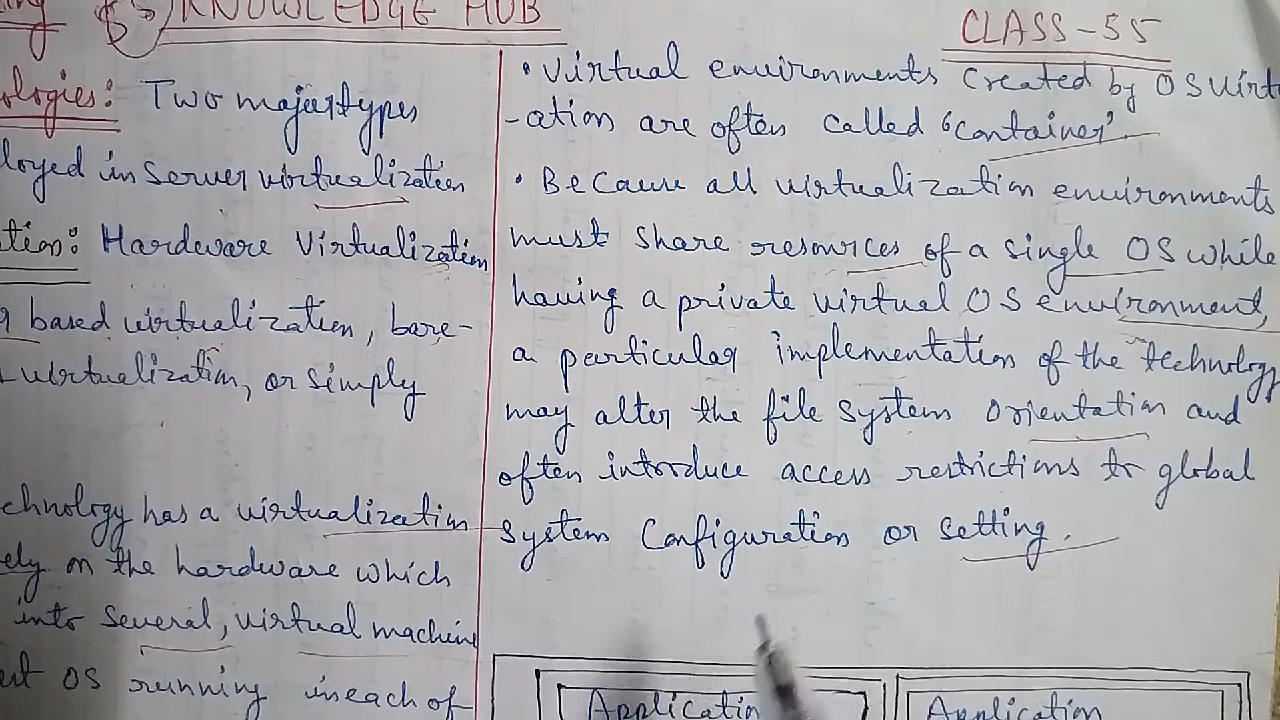 KNOWLEDGE HUB
CLASS-55
ologies: Two major types
loyed in Server virtualization
tion: Hardware Virtualization
based virtualization, bare-
virtualization, or simply
chnology has a virtualization
ely on the hardware which
into several, virtual machine
OS running in each of
• Virtual environments created by OS virt
-ation are often called "Container"
• Because all virtualization environments
must share resources of a single OS while
having a private virtual OS environment,
a particular implementation of the technology
may alter the file system orientation and
often introduce access restrictions to global
system configuration or setting.
Application
Application